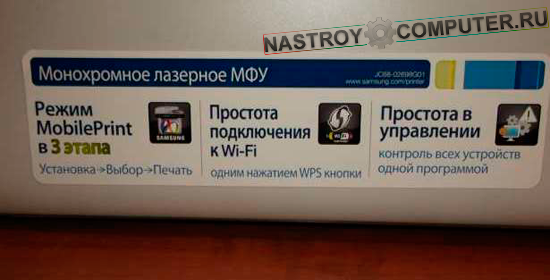 NASTROY COMPUTER.RU
Монохромное лазерное МФУ
www.samsung.com/printer
Режим
MobilePrint
в 3 этапа
Установка→Выбор→Печать
SAMSUNG
Простота
подключения
к Wi-Fi
одним нажатием WPS кнопки
Простота в
управлении
контроль всех устройств
одной программой